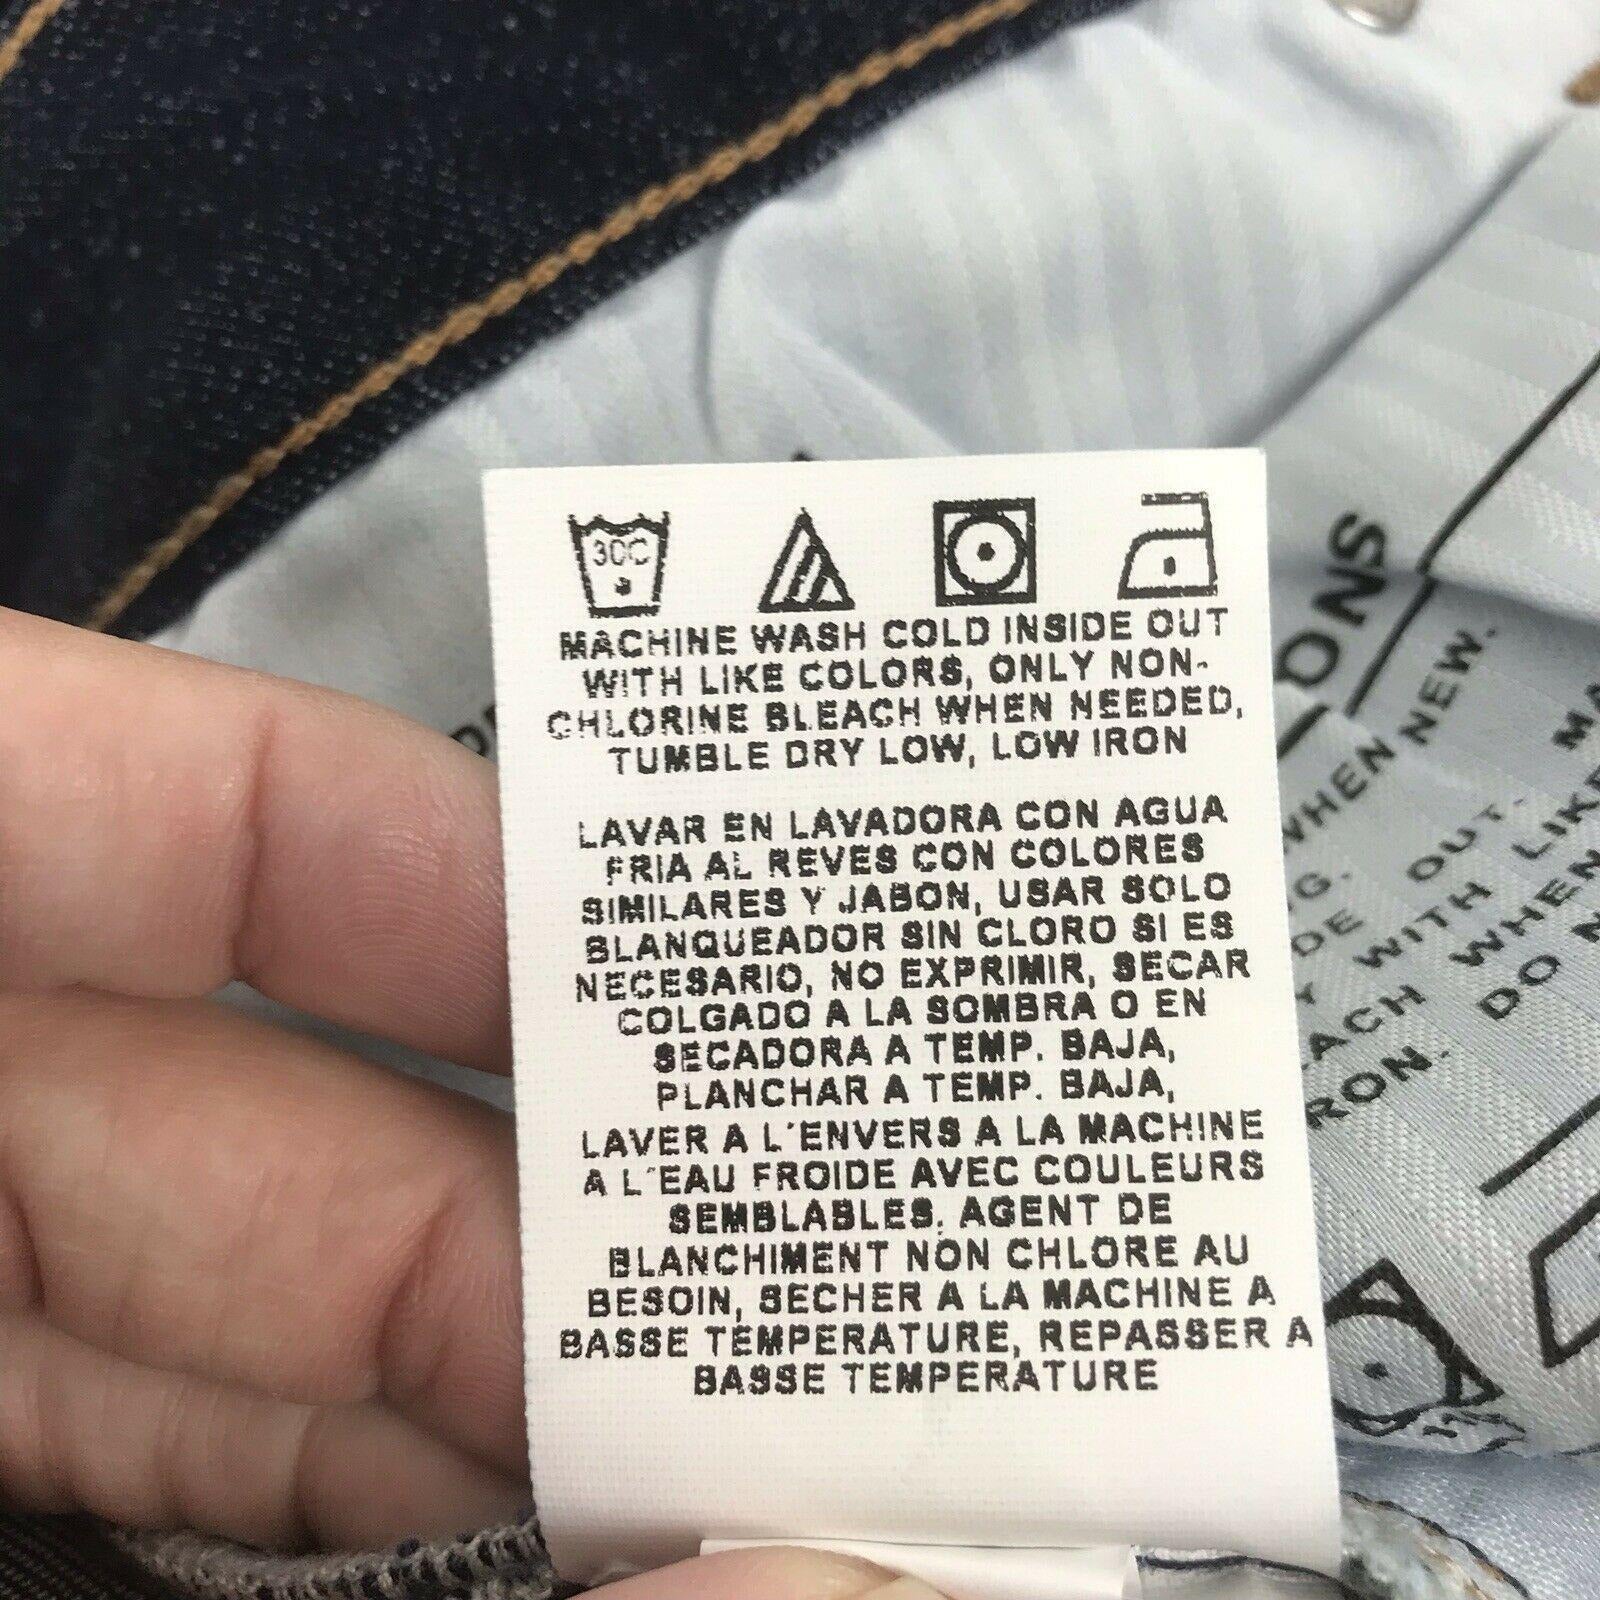 30C
MACHINE WASH COLD INSIDE OUT
WITH LIKE COLORS, ONLY NON-
CHLORINE BLEACH WHEN NEEDED,
TUMBLE DRY LOW, LOW IRON
LAVAR EN LAVADORA CON AGUA
FRIA AL REVES CON COLORES
SIMILARES Y JABON, USAR SOLO
BLANQUEADOR SIN CLORO SI ES
NECESARIO, NO EXPRIMIR, SECAR
COLGADO A LA SOMBRA O EN
SECADORA A TEMP. BAJA,
PLANCHAR A TEMP. BAJA,
LAVER A L'ENVERS A LA MACHINE
A L'EAU FROIDE AVEC COULEURS
SEMBLABLES. AGENT DE
BLANCHIMENT NON CHLORE AU
BESOIN, SECHER A LA MACHINE A
BASSE TEMPERATURE, REPASSER A
BASSE TEMPERATURE
WHEN NEW.
OUT.
WITH LIKE
WHEN
DO